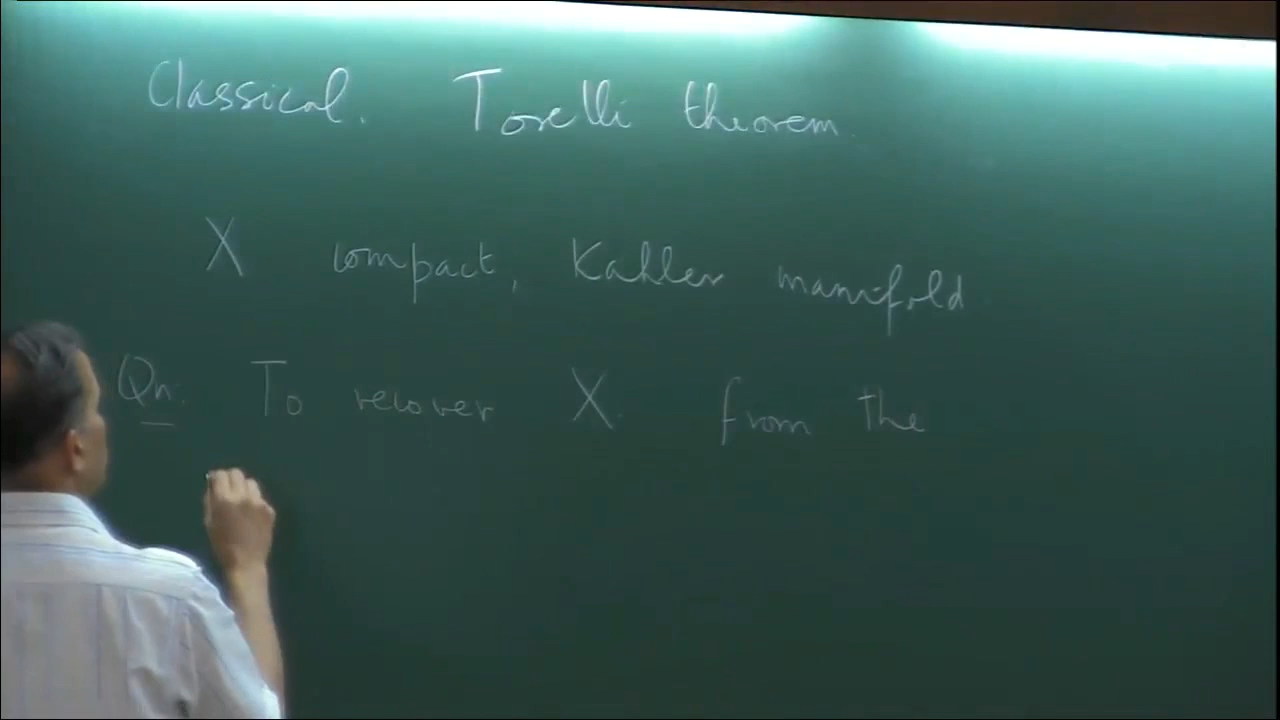 Classical. Torelli theorem.
X compact, Kahler manifold
Qn: To recover X. from the